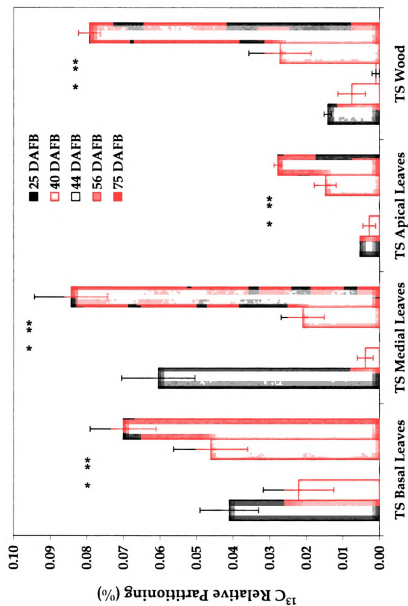 ¹³C Relative Partitioning (%)
0.10
0.09
0.08
0.07
0.06
0.05
0.04
0.03
0.02
0.01
0.00
25 DAFB
40 DAFB
44 DAFB
56 DAFB
75 DAFB
* ** **
* ** **
* **
* ** **
TS Basal Leaves
TS Medial Leaves
TS Apical Leaves
TS Wood